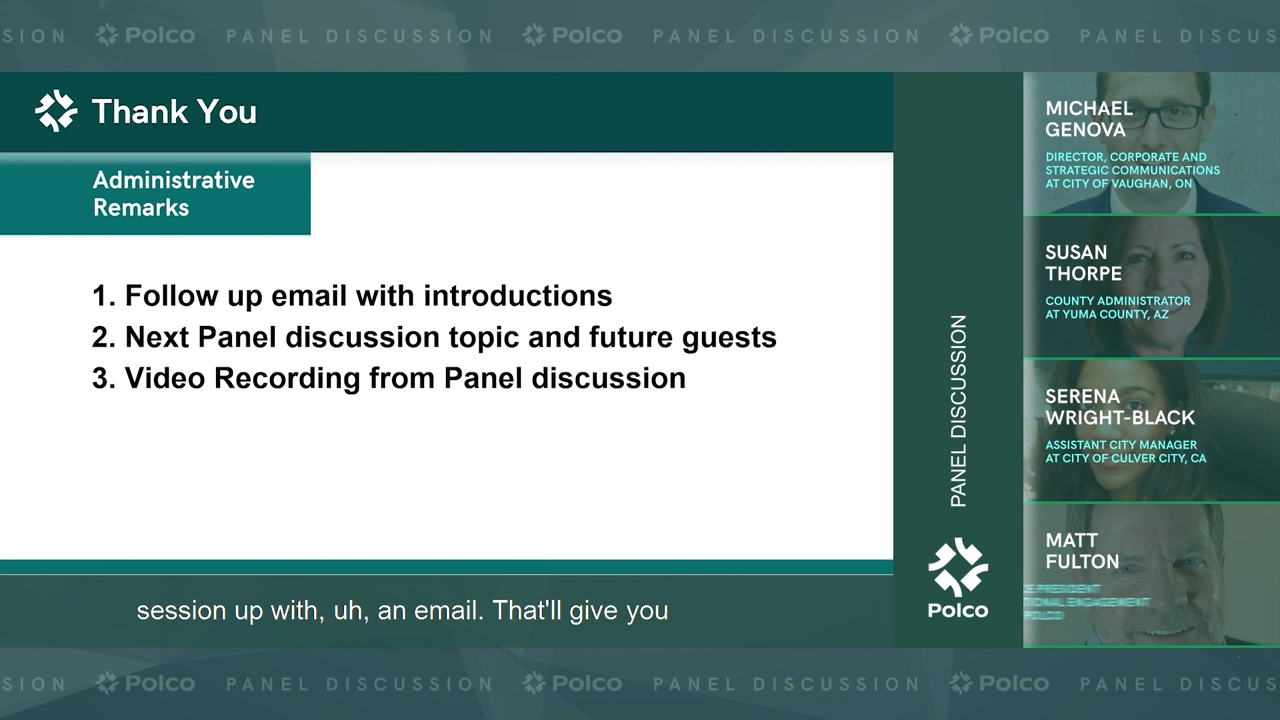 SION Polco PANEL DISCUSSION Polco PANEL DISCUSSION Polco PANEL DISCUS
Thank You
Administrative
Remarks
1. Follow up email with introductions
2. Next Panel discussion topic and future guests
3. Video Recording from Panel discussion
session up with, uh, an email. That'll give you
PANEL DISCUSSION
Polco
MICHAEL
GENOVA
DIRECTOR, CORPORATE AND
STRATEGIC COMMUNICATIONS
AT CITY OF VAUGHAN, ON
SUSAN
THORPE
COUNTY ADMINISTRATOR
AT YUMA COUNTY, AZ
SERENA
WRIGHT-BLACK
ASSISTANT CITY MANAGER
AT CITY OF CULVER CITY, CA
MATT
FULTON
PRESIDENT
ENGAGEMENT
POLCO
SION Polco PANEL DISCUSSION Polco PANEL DISCUSSION Polco PANEL DISCUS